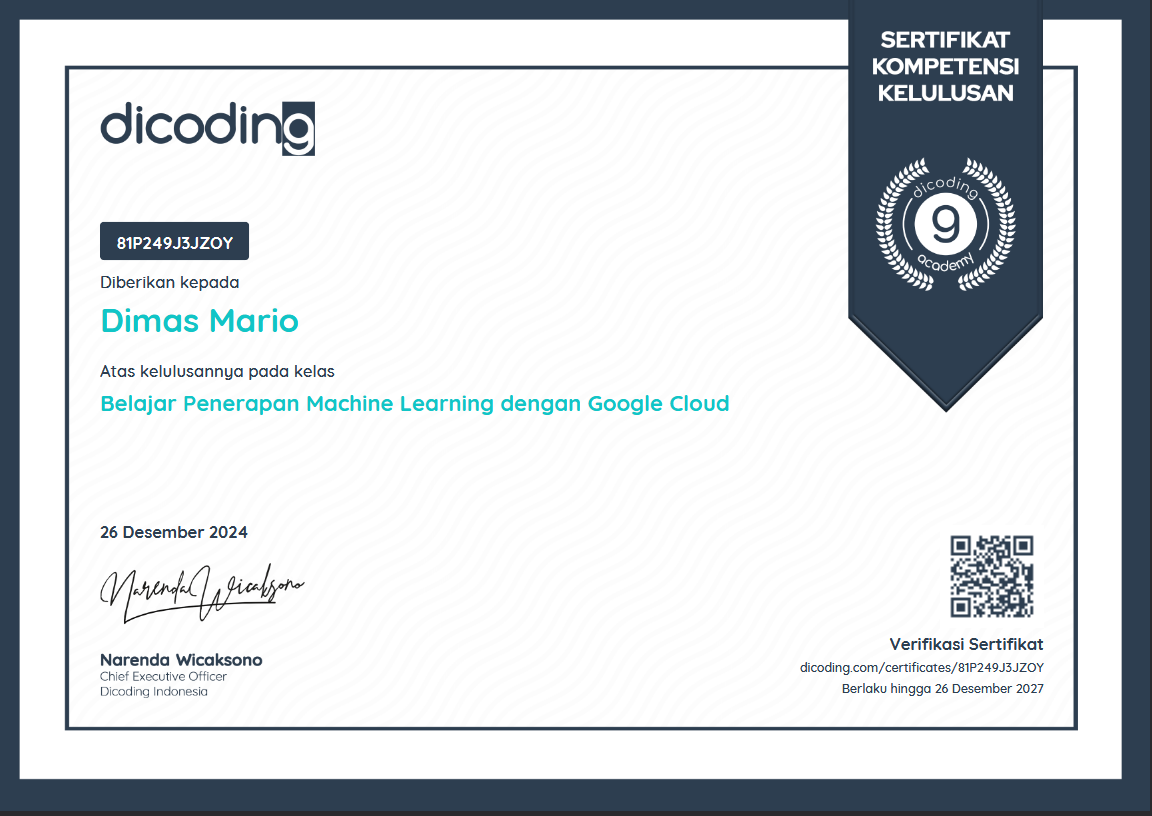 SERTIFIKAT
KOMPETENSI
KELULUSAN
dicoding
dicoding
9
academy
81P249J3JZOY
Diberikan kepada
Dimas Mario
Atas kelulusannya pada kelas
Belajar Penerapan Machine Learning dengan Google Cloud
26 Desember 2024
Narenda Wicaksono
Narenda Wicaksono
Chief Executive Officer
Dicoding Indonesia
Verifikasi Sertifikat
dicoding.com/certificates/81P249J3JZOY
Berlaku hingga 26 Desember 2027